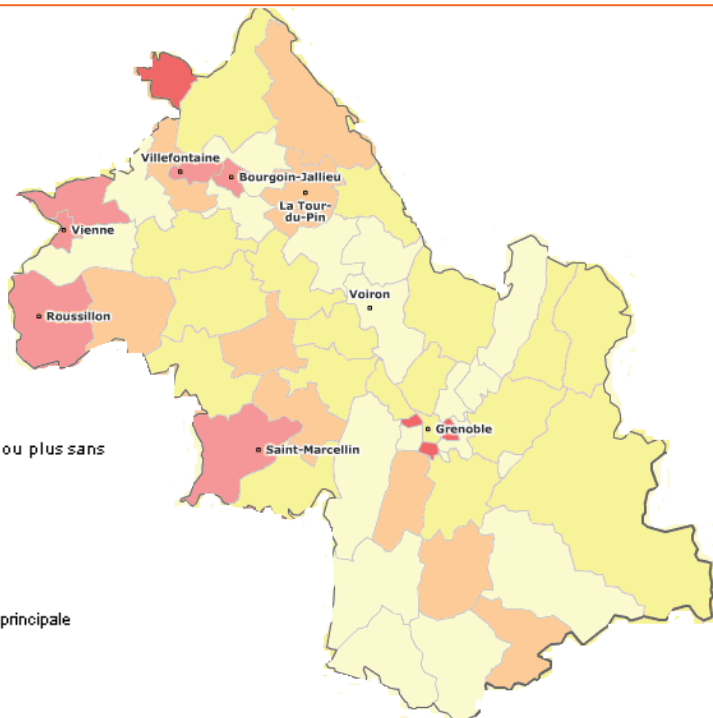 Villefontaine
Bourgoin-Jallieu
La Tour-
du-Pin
Vienne
Voiron
Roussillon
Grenoble
ou plus sans
Saint-Marcellin
principale